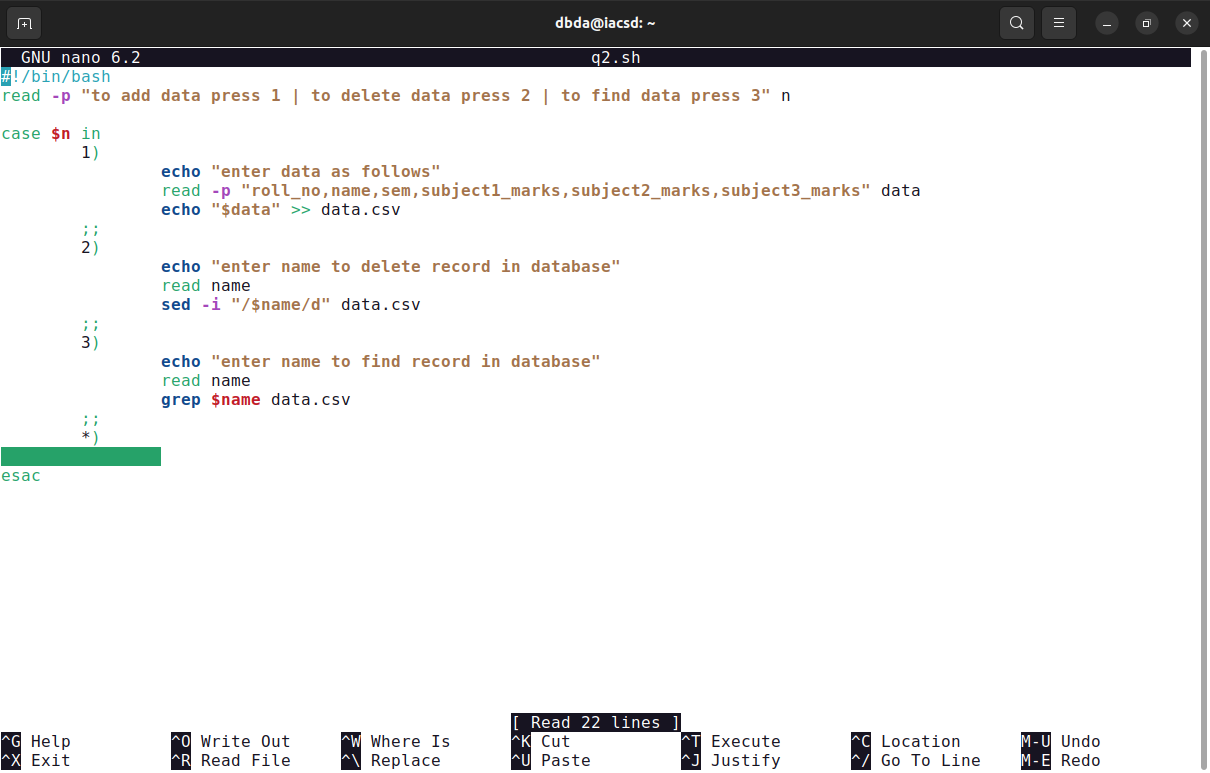 dbda@iacsd: ~
GNU nano 6.2 q2.sh
#!/bin/bash
read -p "to add data press 1 | to delete data press 2 | to find data press 3" n
case $n in
1)
echo "enter data as follows"
read -p "roll_no,name,sem,subject1_marks,subject2_marks,subject3_marks" data
echo "$data" >> data.csv
;;
2)
echo "enter name to delete record in database"
read name
sed -i "/$name/d" data.csv
;;
3)
echo "enter name to find record in database"
read name
grep $name data.csv
;;
*)
esac
[ Read 22 lines ]
^G Help ^O Write Out ^W Where Is ^K Cut ^T Execute ^C Location M-U Undo
^X Exit ^R Read File ^\ Replace ^U Paste ^J Justify ^/ Go To Line M-E Redo